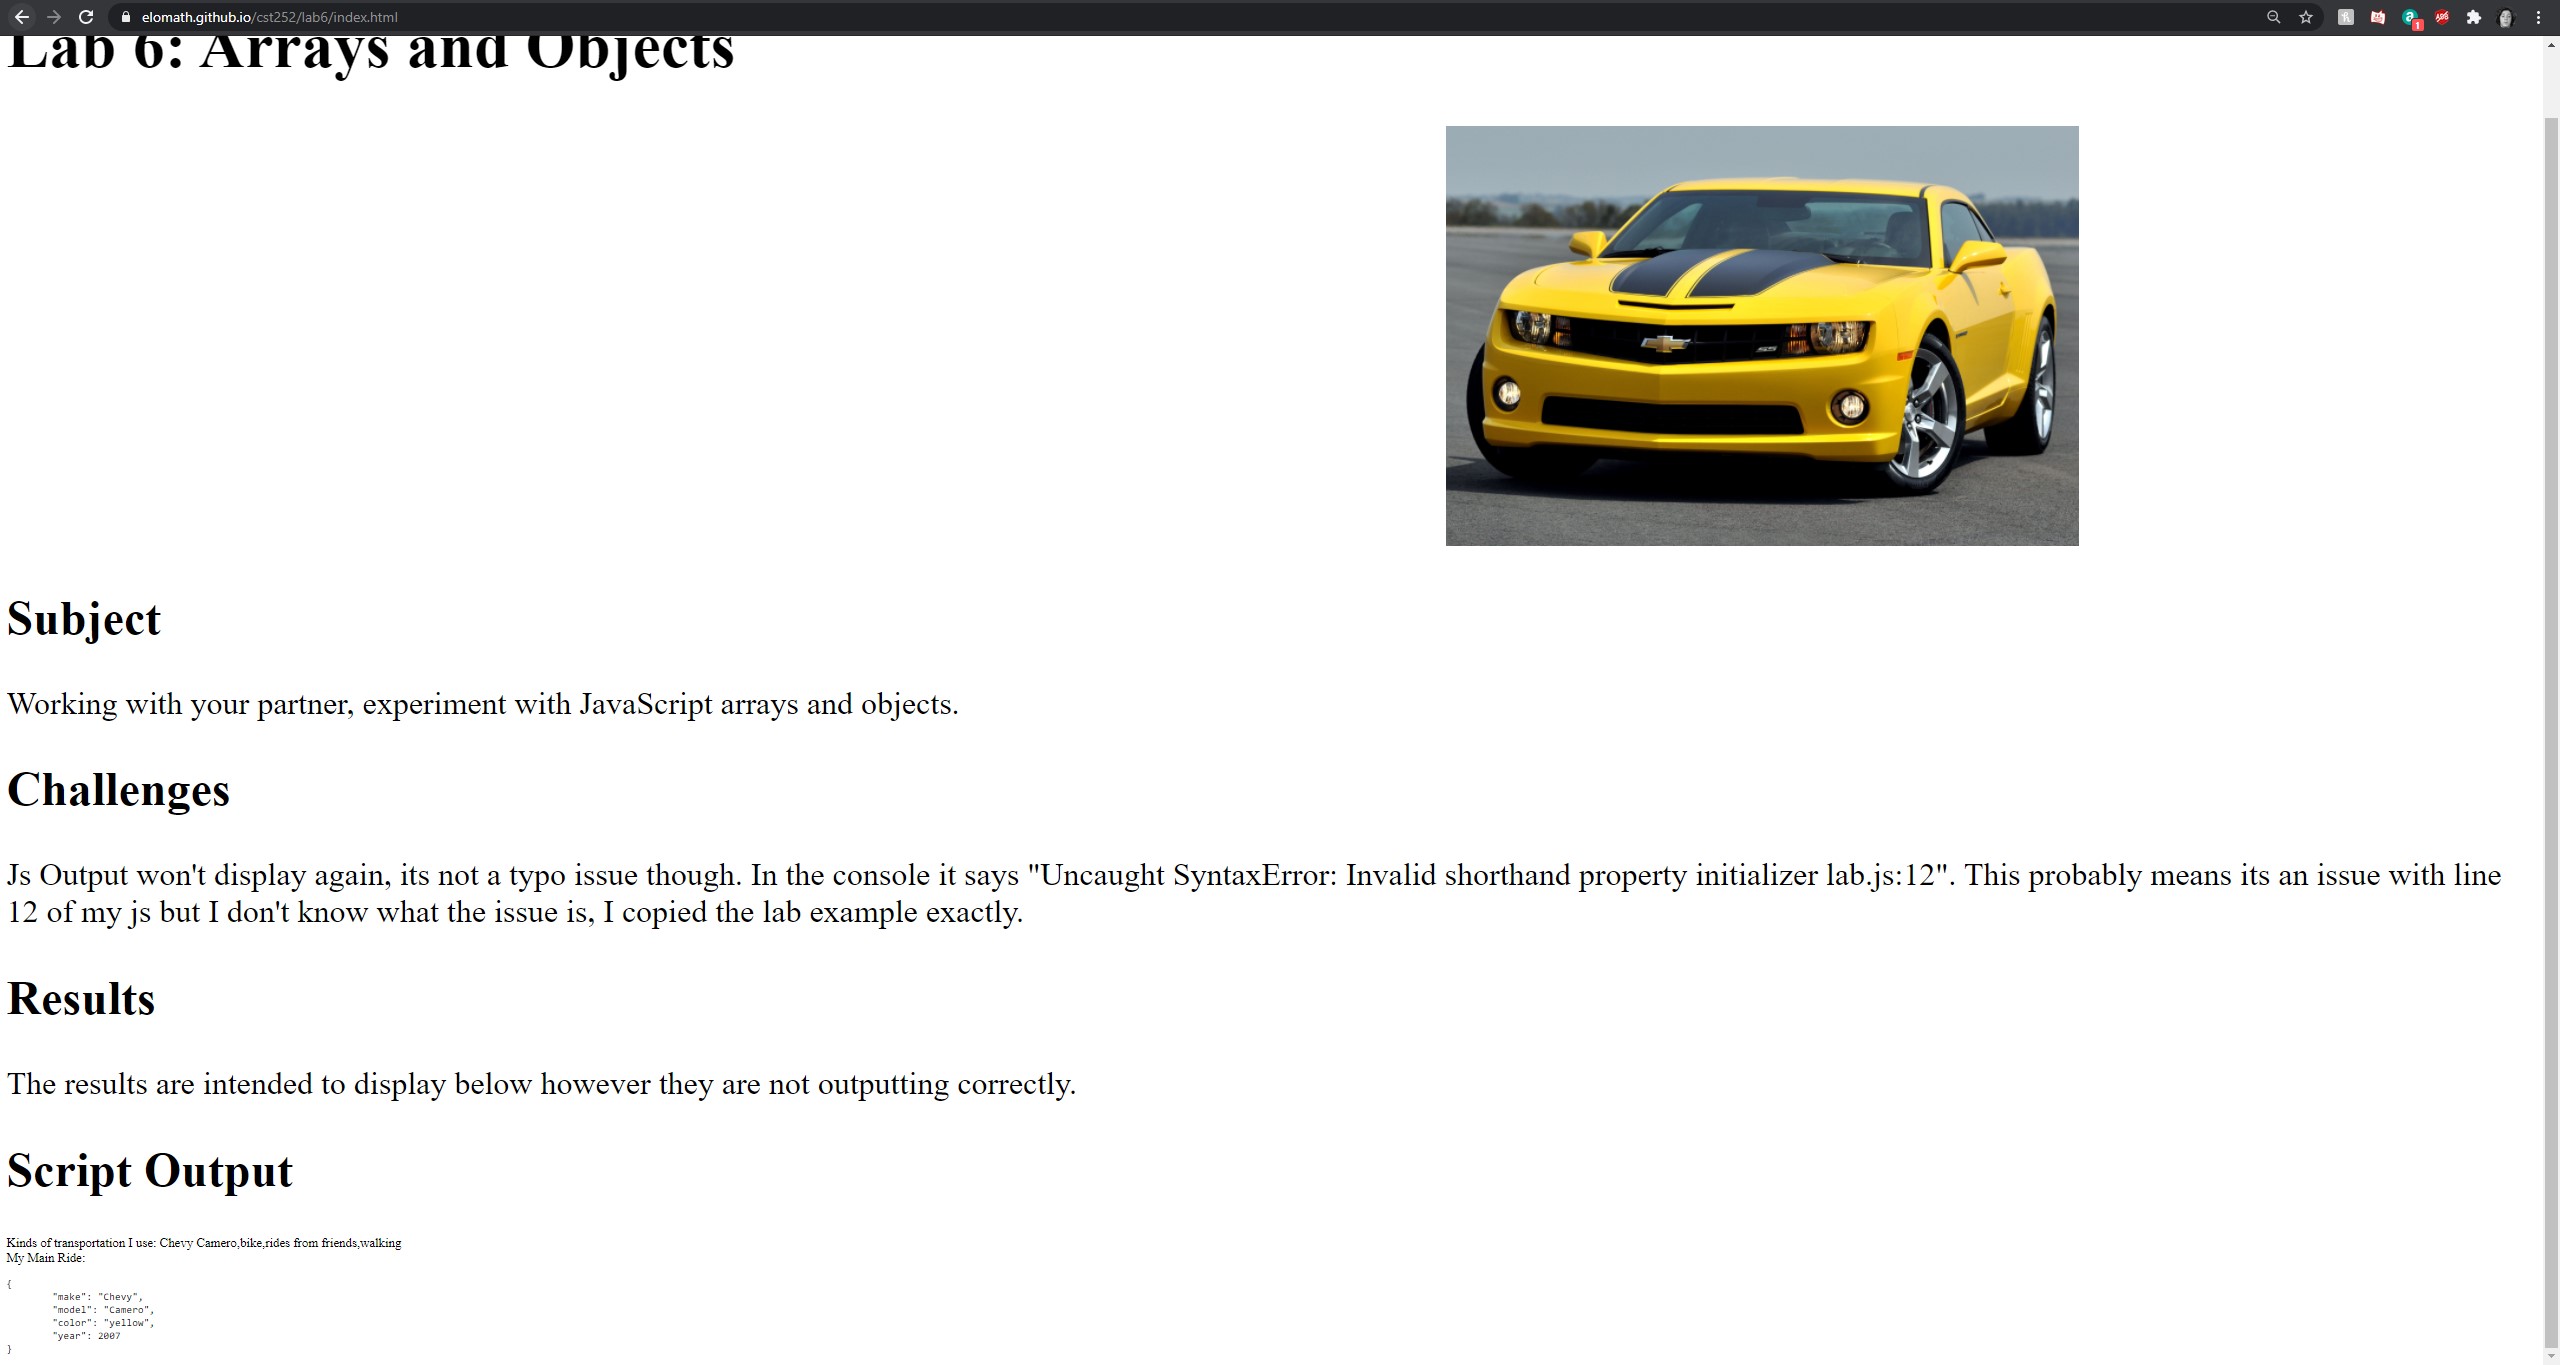 elomath.github.io/cst252/lab6/index.html
1
Lab 6: Arrays and Objects
SS
Subject
Working with your partner, experiment with JavaScript arrays and objects.
Challenges
Js Output won't display again, its not a typo issue though. In the console it says "Uncaught SyntaxError: Invalid shorthand property initializer lab.js:12". This probably means its an issue with line
12 of my js but I don't know what the issue is, I copied the lab example exactly.
Results
The results are intended to display below however they are not outputting correctly.
Script Output
Kinds of transportation I use: Chevy Camero,bike,rides from friends,walking
My Main Ride:
{
"make": "Chevy",
"model": "Camero",
"color": "yellow",
"year": 2007
}